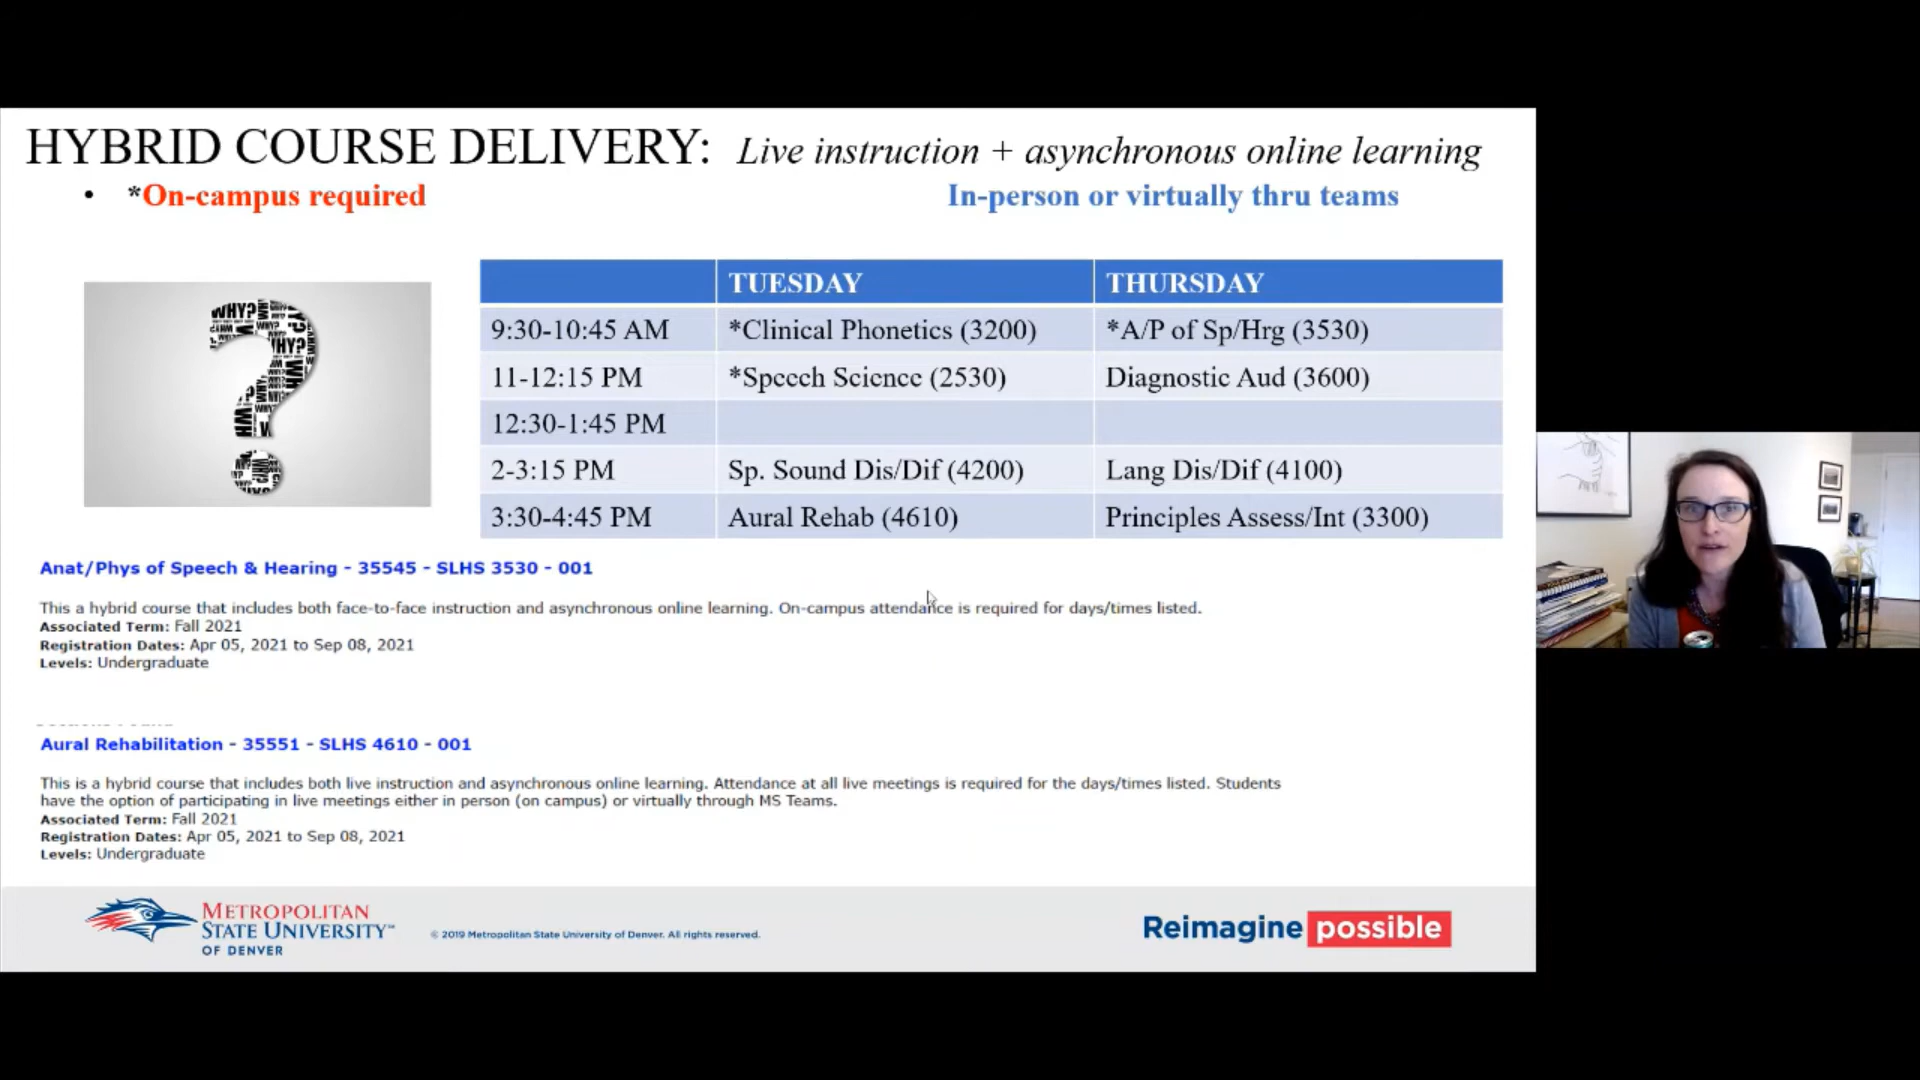 HYBRID COURSE DELIVERY: Live instruction + asynchronous online learning
• *On-campus required
In-person or virtually thru teams
WHY?
TUESDAY THURSDAY
9:30-10:45 AM *Clinical Phonetics (3200) *A/P of Sp/Hrg (3530)
11-12:15 PM *Speech Science (2530) Diagnostic Aud (3600)
12:30-1:45 PM
2-3:15 PM Sp. Sound Dis/Dif (4200) Lang Dis/Dif (4100)
3:30-4:45 PM Aural Rehab (4610) Principles Assess/Int (3300)
Anat/Phys of Speech & Hearing - 35545 - SLHS 3530 - 001
This a hybrid course that includes both face-to-face instruction and asynchronous online learning. On-campus attendance is required for days/times listed.
Associated Term: Fall 2021
Registration Dates: Apr 05, 2021 to Sep 08, 2021
Levels: Undergraduate
Aural Rehabilitation - 35551 - SLHS 4610 - 001
This is a hybrid course that includes both live instruction and asynchronous online learning. Attendance at all live meetings is required for the days/times listed. Students
have the option of participating in live meetings either in person (on campus) or virtually through MS Teams.
Associated Term: Fall 2021
Registration Dates: Apr 05, 2021 to Sep 08, 2021
Levels: Undergraduate
METROPOLITAN
STATE UNIVERSITY™
OF DENVER
© 2019 Metropolitan State University of Denver. All rights reserved.
Reimagine possible